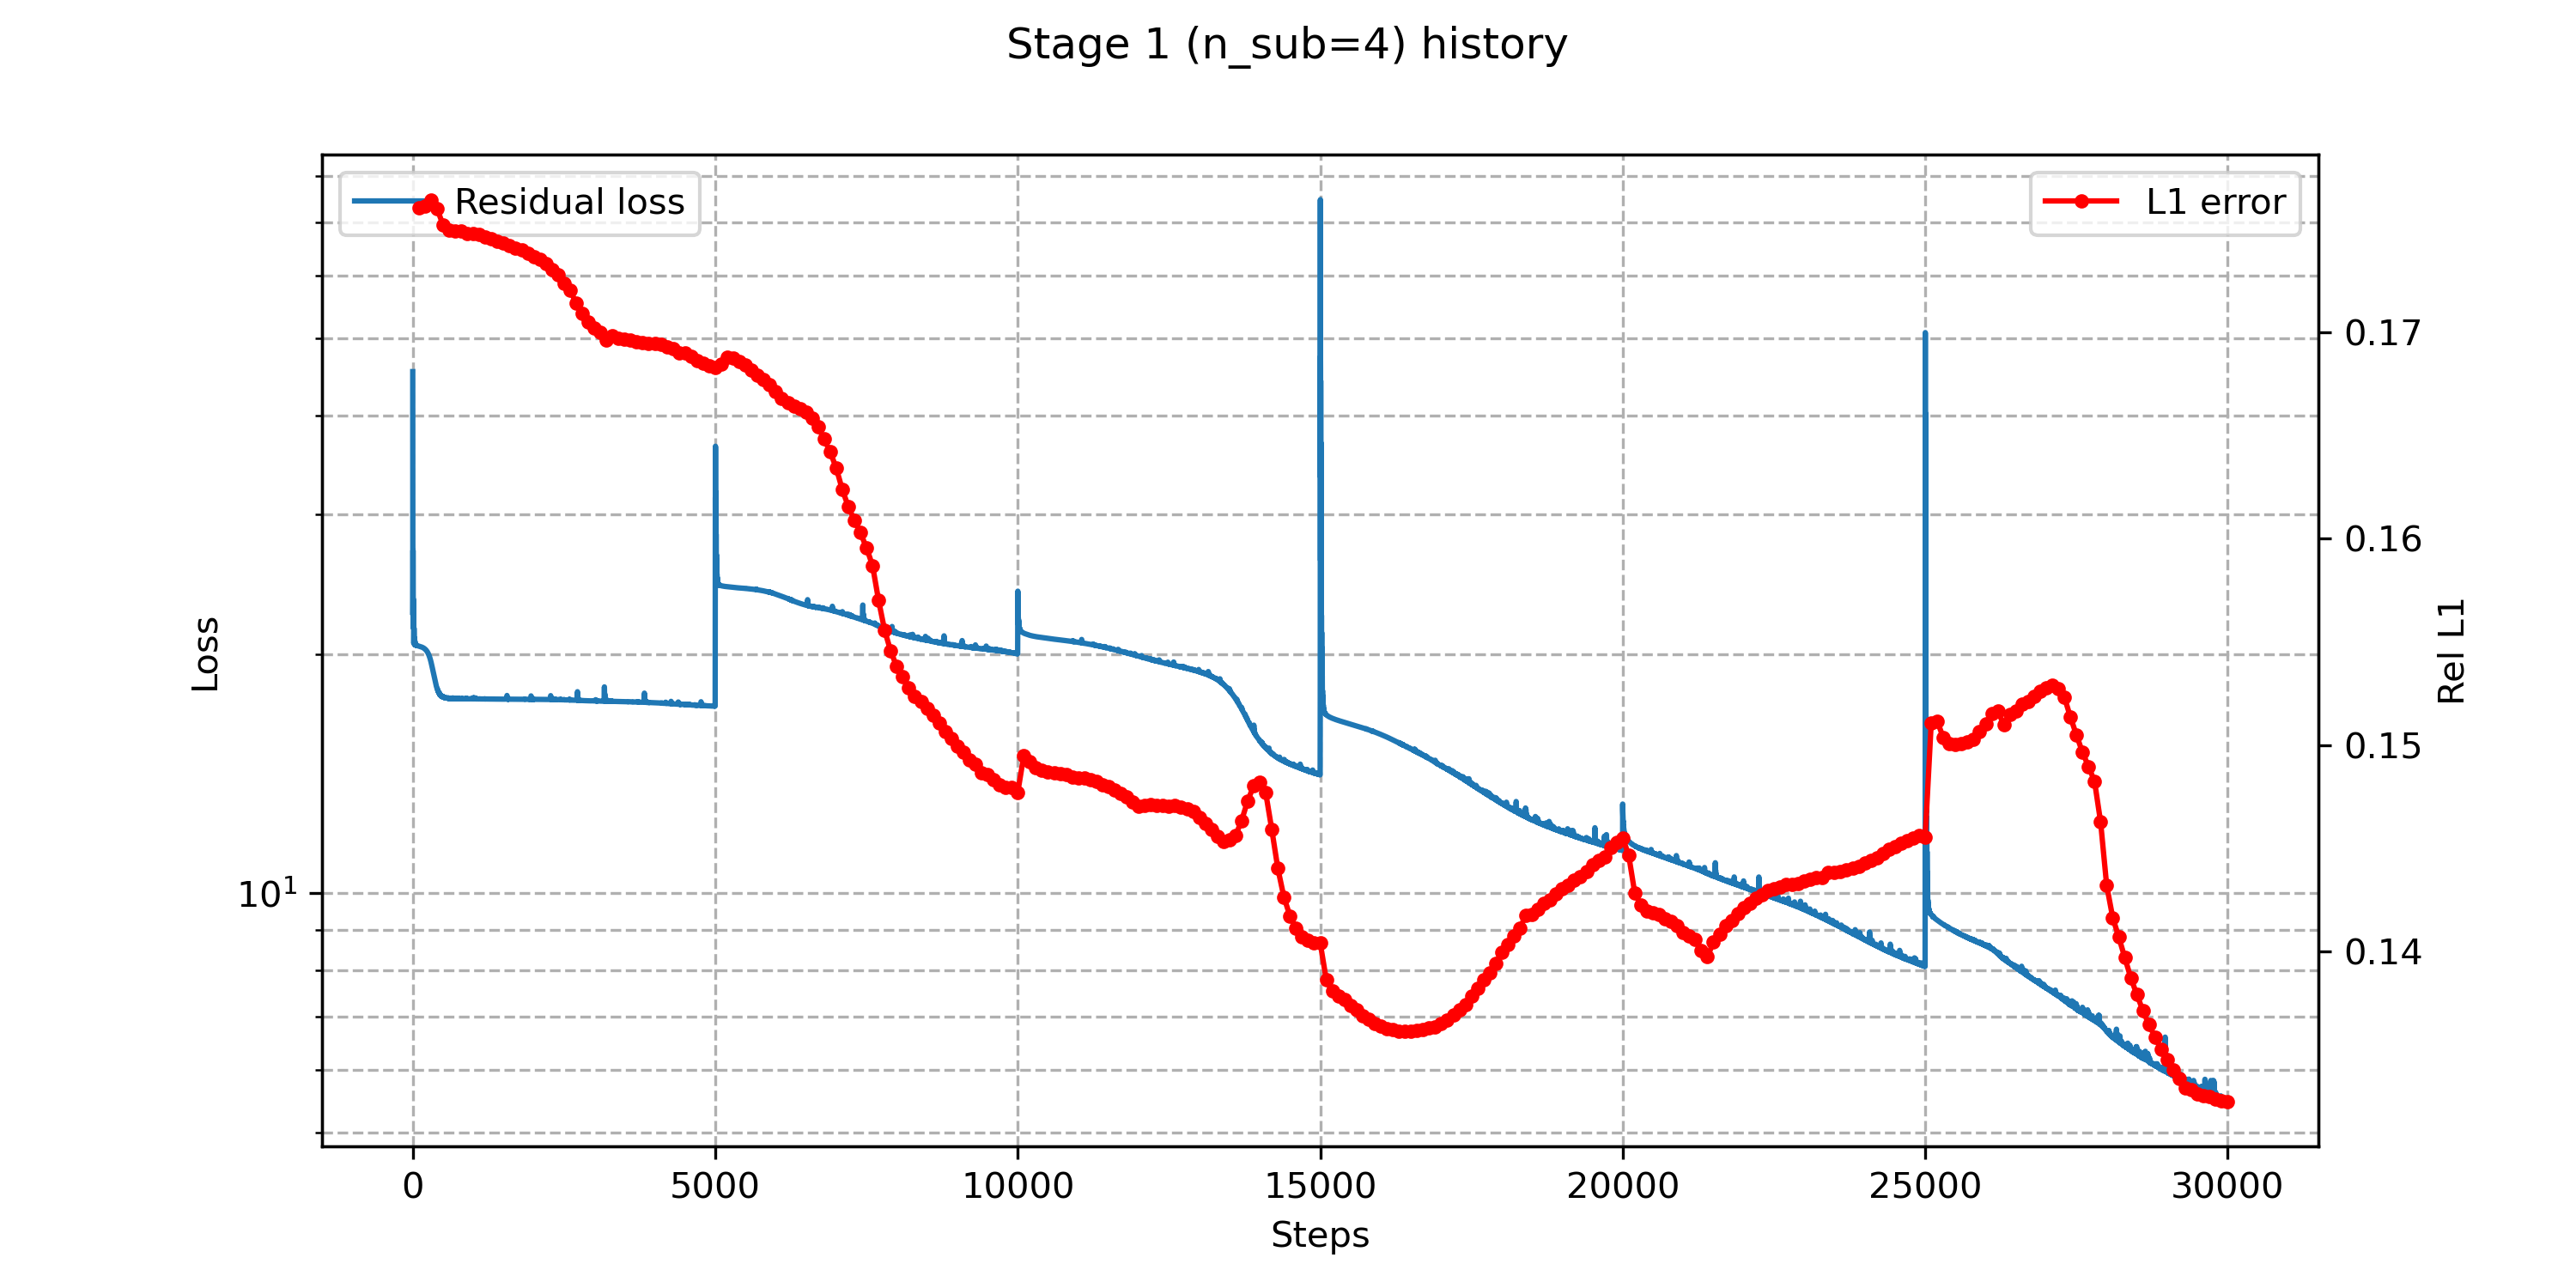 Stage 1 (n_sub=4) history
Residual loss
L1 error
Loss
10¹
0.17
0.16
0.15
0.14
Rel L1
0 5000 10000 15000 20000 25000 30000
Steps